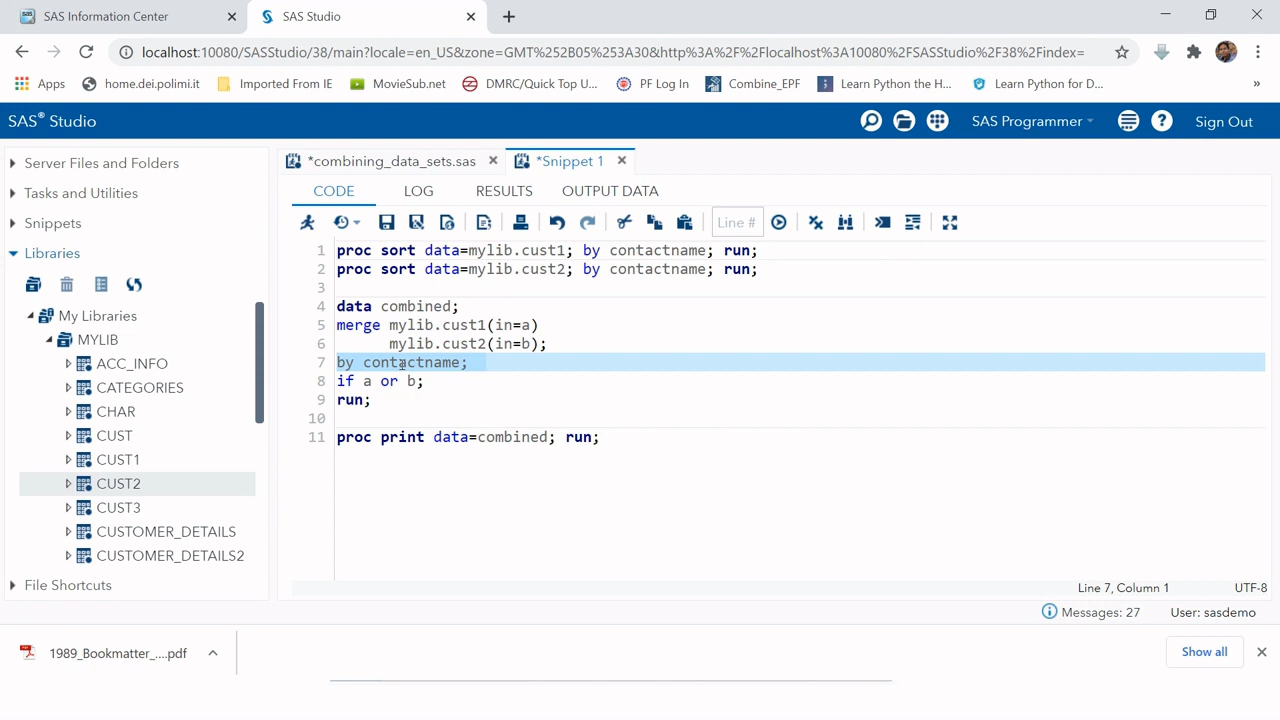 SAS Information Center
SAS Studio
localhost:10080/SASStudio/38/main?locale=en_US&zone=GMT%252B05%253A30&http%3A%2F%2Flocalhost%3A10080%2FSASStudio%2F38%2Findex=
Apps home.dei.polimi.it Imported From IE MovieSub.net DMRC/Quick Top U... PF Log In Combine_EPF Learn Python the H... Learn Python for D... »
SAS® Studio SAS Programmer Sign Out
Server Files and Folders
Tasks and Utilities
Snippets
Libraries
My Libraries
MYLIB
ACC_INFO
CATEGORIES
CHAR
CUST
CUST1
CUST2
CUST3
CUSTOMER_DETAILS
CUSTOMER_DETAILS2
File Shortcuts
*combining_data_sets.sas *Snippet 1
CODE LOG RESULTS OUTPUT DATA
Line #
1 proc sort data=mylib.cust1; by contactname; run;
2 proc sort data=mylib.cust2; by contactname; run;
3
4 data combined;
5 merge mylib.cust1(in=a)
6 mylib.cust2(in=b);
7 by contactname;
8 if a or b;
9 run;
10
11 proc print data=combined; run;
Line 7, Column 1 UTF-8
Messages: 27 User: sasdemo
1989_Bookmatter_....pdf Show all